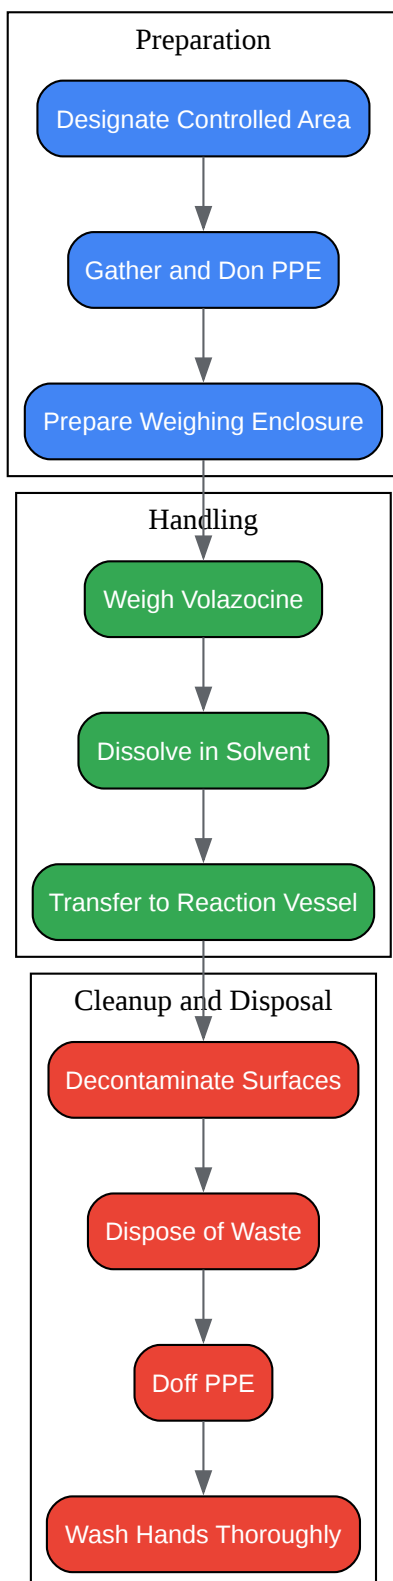 Preparation
Designate Controlled Area
Gather and Don PPE
Prepare Weighing Enclosure
Handling
Weigh Volazocine
Dissolve in Solvent
Transfer to Reaction Vessel
Cleanup and Disposal
Decontaminate Surfaces
Dispose of Waste
Doff PPE
Wash Hands Thoroughly